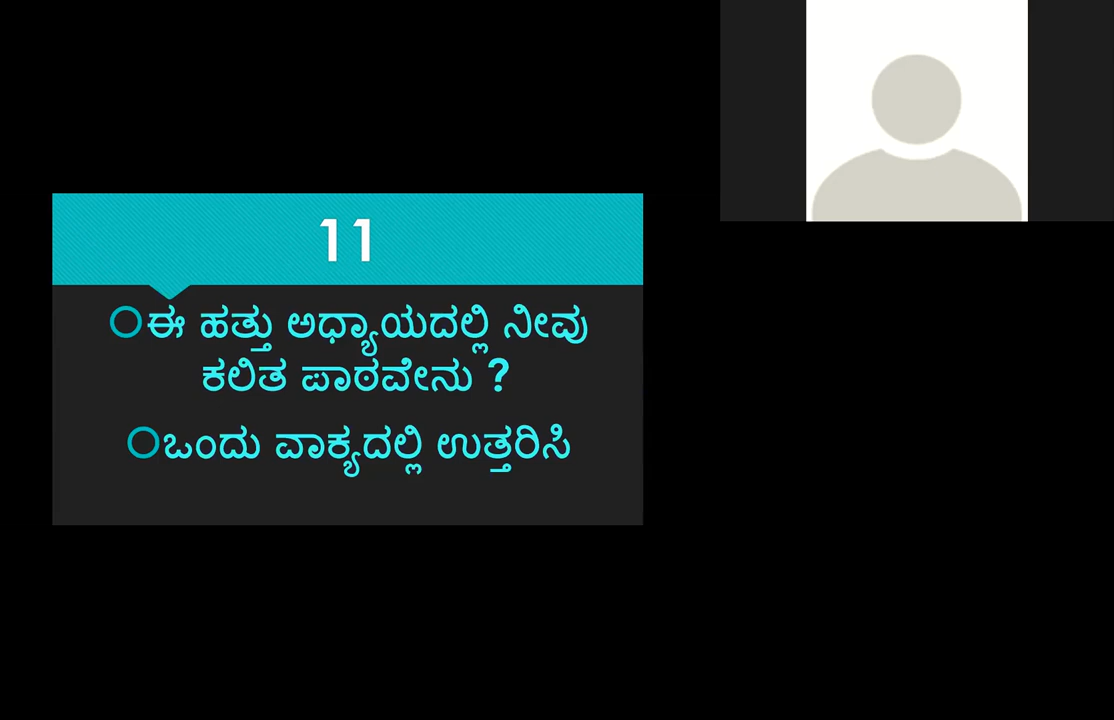 11
ಈ ಹತ್ತು ಅಧ್ಯಾಯದಲ್ಲಿ ನೀವು
ಕಲಿತ ಪಾಠವೇನು ?
ಒಂದು ವಾಕ್ಯದಲ್ಲಿ ಉತ್ತರಿಸಿ